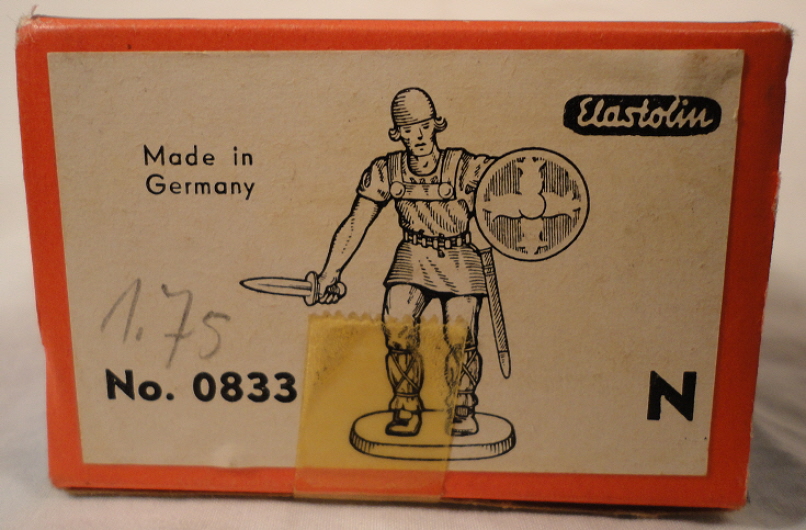 Elastolin
Made in
Germany
1.75
No. 0833
N